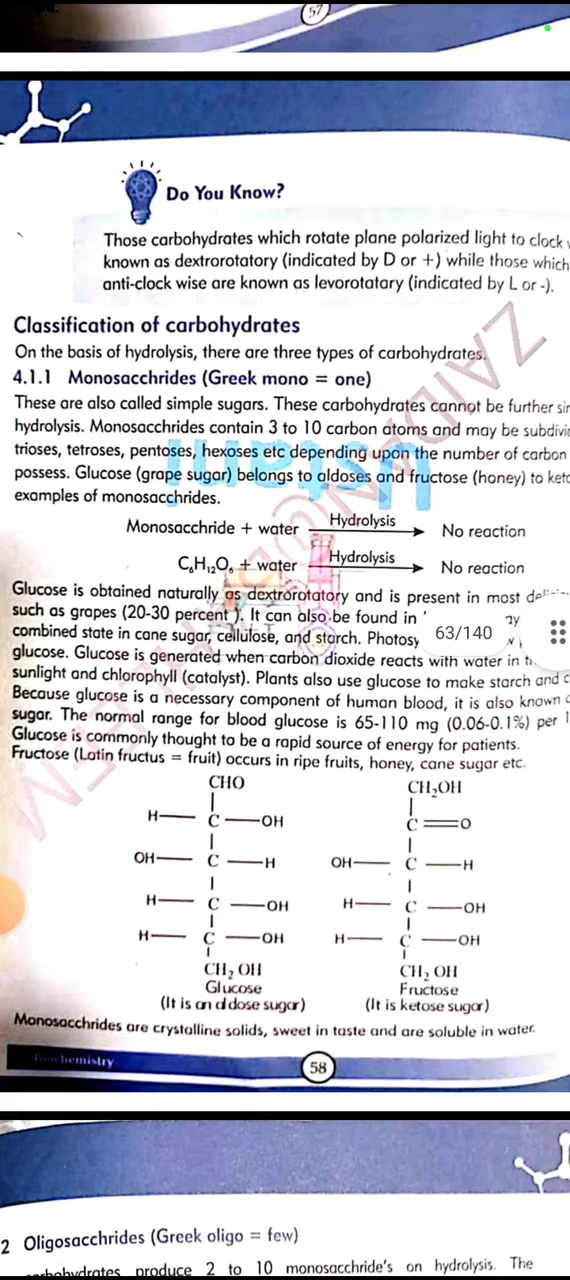 57
Do You Know?
Those carbohydrates which rotate plane polarized light to clock
known as dextrorotatory (indicated by D or +) while those which
anti-clock wise are known as levorotatary (indicated by L or -).
Classification of carbohydrates
On the basis of hydrolysis, there are three types of carbohydrates.
4.1.1 Monosacchrides (Greek mono = one)
These are also called simple sugars. These carbohydrates cannot be further sin
hydrolysis. Monosacchrides contain 3 to 10 carbon atoms and may be subdivi
trioses, tetroses, pentoses, hexoses etc depending upon the number of carbon
possess. Glucose (grape sugar) belongs to aldoses and fructose (honey) to keto
examples of monosacchrides.
Monosacchride + water Hydrolysis No reaction
C₆H₁₂O₆ + water Hydrolysis No reaction
Glucose is obtained naturally as dextrorotatory and is present in most
such as grapes (20-30 percent ). It can also be found in
combined state in cane sugar, cellulose, and starch. Photosy
63/140
glucose. Glucose is generated when carbon dioxide reacts with water in
sunlight and chlorophyll (catalyst). Plants also use glucose to make starch and c
Because glucose is a necessary component of human blood, it is also known
sugar. The normal range for blood glucose is 65-110 mg (0.06-0.1%) per
Glucose is commonly thought to be a rapid source of energy for patients.
Fructose (Latin fructus = fruit) occurs in ripe fruits, honey, cane sugar etc.
CHO CH₂OH
H C OH C O
OH C H OH C H
H C OH H C OH
H C OH H C OH
CH₂ OH CH₂ OH
Glucose Fructose
(It is an d dose sugar) (It is ketose sugar)
Monosacchrides are crystalline solids, sweet in taste and are soluble in water.
58
2 Oligosacchrides (Greek oligo = few)
carbohydrates produce 2 to 10 monosacchride's on hydrolysis. The
ZAID
Ustam